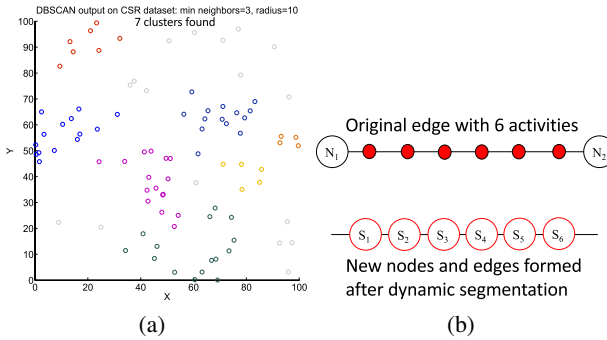 DBSCAN output on CSR dataset: min neighbors=3, radius=10
7 clusters found
100
90
80
70
60
50
40
30
20
10
0
Y
0 20 40 60 80 100
X
(a)
Original edge with 6 activities
N1 N2
S1 S2 S3 S4 S5 S6
New nodes and edges formed
after dynamic segmentation
(b)